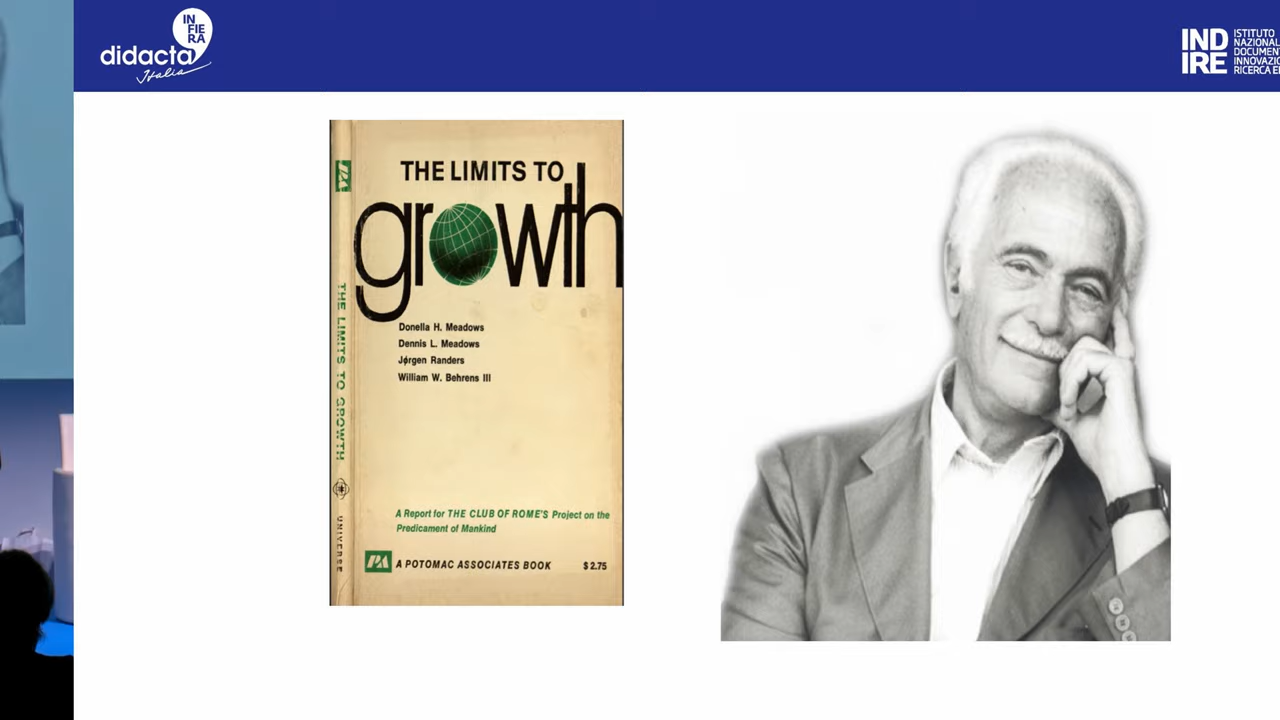 IN
FIE
RA
didacta
Italia
IND
IRE
ISTITUTO
NAZIONAL
DOCUMEN
INNOVAZIO
RICERCA E
THE LIMITS TO
growth
Donella H. Meadows
Dennis L. Meadows
Jørgen Randers
William W. Behrens III
A Report for THE CLUB OF ROME'S Project on the
Predicament of Mankind
PA A POTOMAC ASSOCIATES BOOK $2.75
PA
THE LIMITS TO GROWTH
UNIVERSE